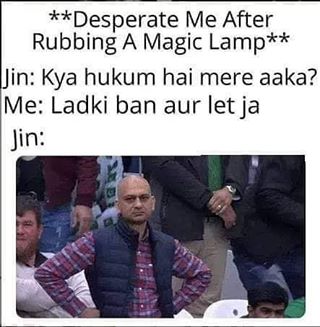 **Desperate Me After
Rubbing A Magic Lamp**
Jin: Kya hukum hai mere aaka?
Me: Ladki ban aur let ja
Jin: